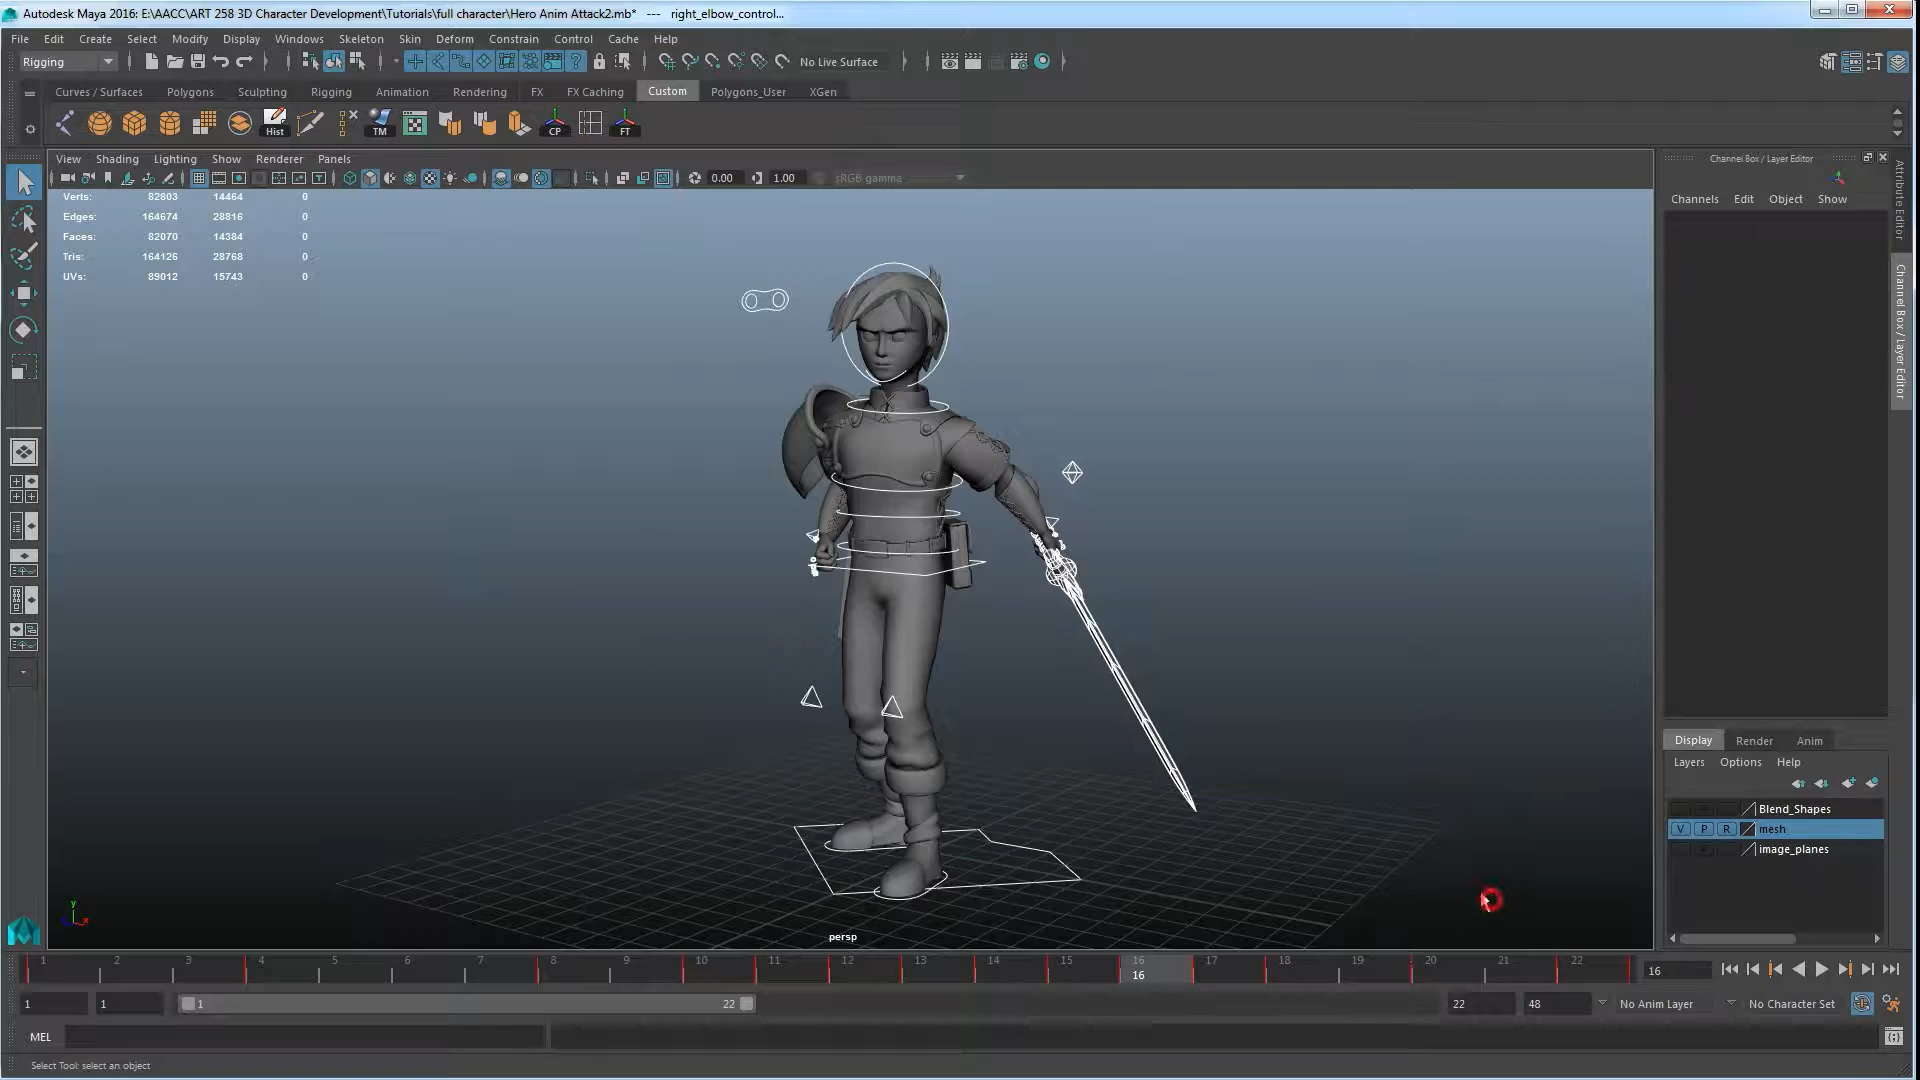 Autodesk Maya 2016: E:\AACC\ART 258 3D Character Development\Tutorials\full character\Hero Anim Attack2.mb* --- right_elbow_control...
File Edit Create Select Modify Display Windows Skeleton Skin Deform Constrain Control Cache Help
Rigging No Live Surface
Curves / Surfaces Polygons Sculpting Rigging Animation Rendering FX FX Caching Custom Polygons_User XGen
Hist TM CP FT
View Shading Lighting Show Renderer Panels
0.00 1.00 sRGB gamma
Channel Box / Layer Editor
Channels Edit Object Show
Attribute Editor
Channel Box / Layer Editor
Verts: 82803 14464 0
Edges: 164674 28816 0
Faces: 82070 14384 0
Tris: 164126 28768 0
UVs: 89012 15743 0
Display Render Anim
Layers Options Help
Blend_Shapes
V P R mesh
image_planes
y
x
persp
1 2 3 4 5 6 7 8 9 10 11 12 13 14 15 16 17 18 19 20 21 22
16 16
1 1 1 22 22 48 No Anim Layer No Character Set
MEL
Select Tool: select an object